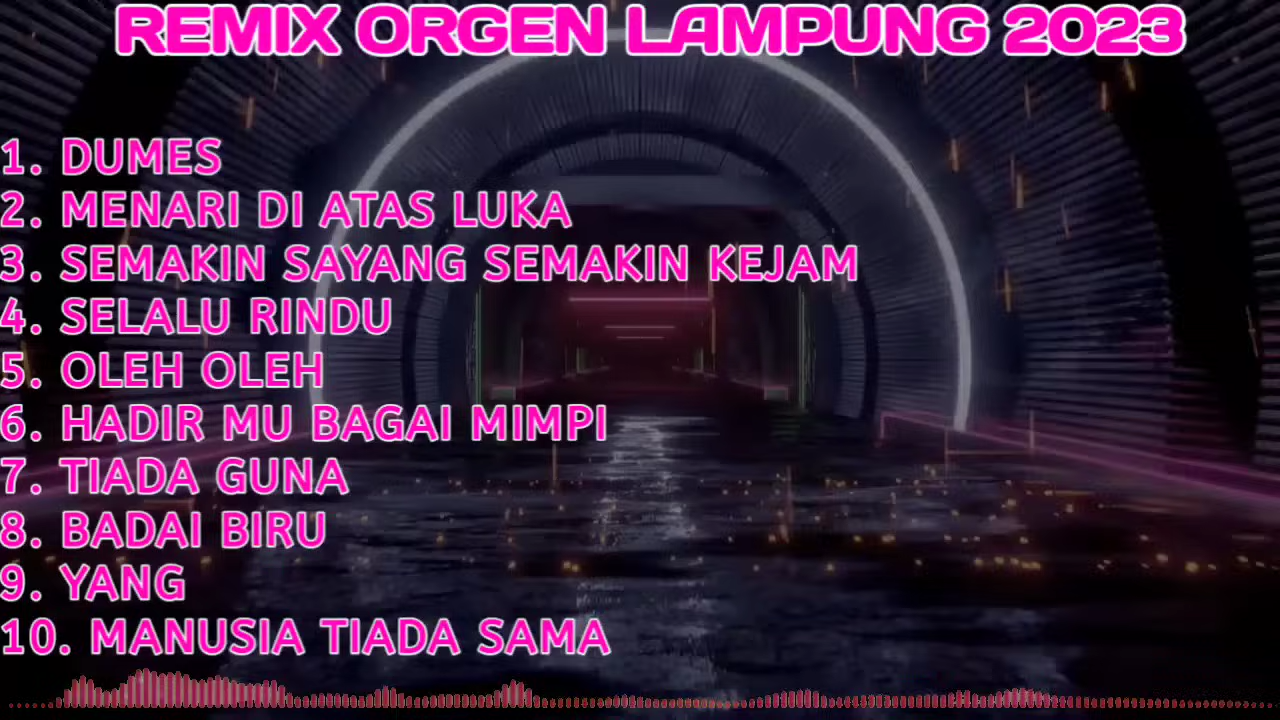 REMIX ORGEN LAMPUNG 2023
1. DUMES
2. MENARI DI ATAS LUKA
3. SEMAKIN SAYANG SEMAKIN KEJAM
4. SELALU RINDU
5. OLEH OLEH
6. HADIR MU BAGAI MIMPI
7. TIADA GUNA
8. BADAI BIRU
9. YANG
10. MANUSIA TIADA SAMA